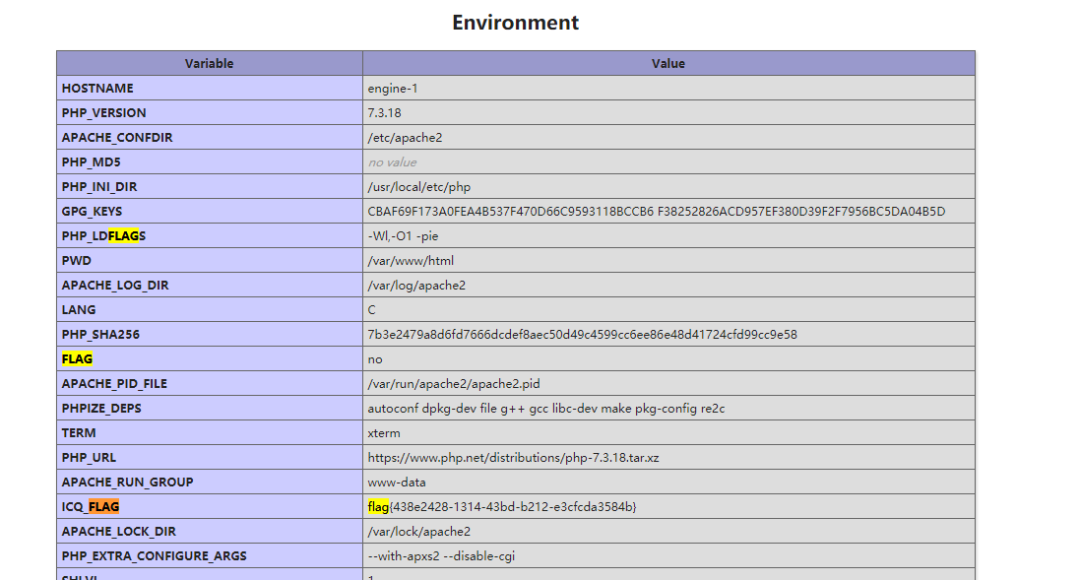 Environment
Variable Value
HOSTNAME engine-1
PHP_VERSION 7.3.18
APACHE_CONFDIR /etc/apache2
PHP_MD5 no value
PHP_INI_DIR /usr/local/etc/php
GPG_KEYS CBAF69F173A0FEA4B537F470D66C9593118BCCB6 F38252826ACD957EF380D39F2F7956BC5DA04B5D
PHP_LDFLAGS -Wl,-O1 -pie
PWD /var/www/html
APACHE_LOG_DIR /var/log/apache2
LANG C
PHP_SHA256 7b3e2479a8d6fd7666dcdef8aec50d49c4599cc6ee86e48d41724cfd99cc9e58
FLAG no
APACHE_PID_FILE /var/run/apache2/apache2.pid
PHPIZE_DEPS autoconf dpkg-dev file g++ gcc libc-dev make pkg-config re2c
TERM xterm
PHP_URL https://www.php.net/distributions/php-7.3.18.tar.xz
APACHE_RUN_GROUP www-data
ICQ_FLAG flag{438e2428-1314-43bd-b212-e3cfcda3584b}
APACHE_LOCK_DIR /var/lock/apache2
PHP_EXTRA_CONFIGURE_ARGS --with-apxs2 --disable-cgi
SHLVL 1